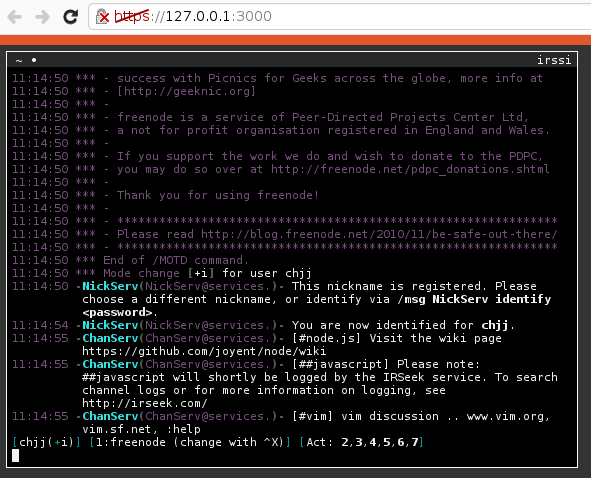 https://127.0.0.1:3000
~ • irssi
11:14:50 *** - success with Picnics for Geeks across the globe, more info at
11:14:50 *** - [http://geeknic.org]
11:14:50 *** -
11:14:50 *** - freenode is a service of Peer-Directed Projects Center Ltd,
11:14:50 *** - a not for profit organisation registered in England and Wales.
11:14:50 *** -
11:14:50 *** - If you support the work we do and wish to donate to the PDPC,
11:14:50 *** - you may do so over at http://freenode.net/pdpc_donations.shtml
11:14:50 *** -
11:14:50 *** - Thank you for using freenode!
11:14:50 *** -
11:14:50 *** - ***************************************************************
11:14:50 *** - Please read http://blog.freenode.net/2010/11/be-safe-out-there/
11:14:50 *** - ***************************************************************
11:14:50 *** End of /MOTD command.
11:14:50 *** Mode change [+i] for user chjj
11:14:50 -NickServ(NickServ@services.)- This nickname is registered. Please
choose a different nickname, or identify via /msg NickServ identify
<password>.
11:14:54 -NickServ(NickServ@services.)- You are now identified for chjj.
11:14:55 -ChanServ(ChanServ@services.)- [#node.js] Visit the wiki page
https://github.com/joyent/node/wiki
11:14:55 -ChanServ(ChanServ@services.)- [##javascript] Please note:
##javascript will shortly be logged by the IRSeek service. To search
channel logs or for more information on logging, see
http://irseek.com/
11:14:55 -ChanServ(ChanServ@services.)- [#vim] vim discussion .. www.vim.org,
vim.sf.net, :help
[chjj(+i)] [1:freenode (change with ^X)] [Act: 2,3,4,5,6,7]